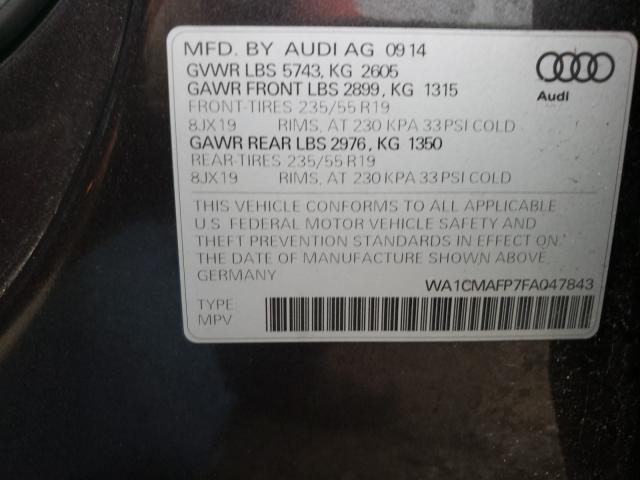 MFD. BY AUDI AG 09 14
GVWR LBS 5743, KG 2605
GAWR FRONT LBS 2899, KG 1315
FRONT-TIRES 235/55 R19
8JX19 RIMS, AT 230 KPA 33 PSI COLD
GAWR REAR LBS 2976, KG 1350
REAR-TIRES 235/55 R19
8JX19 RIMS, AT 230 KPA 33 PSI COLD
Audi
THIS VEHICLE CONFORMS TO ALL APPLICABLE
U.S. FEDERAL MOTOR VEHICLE SAFETY AND
THEFT PREVENTION STANDARDS IN EFFECT ON
THE DATE OF MANUFACTURE SHOWN ABOVE.
GERMANY
WA1CMAFP7FA047843
TYPE
MPV